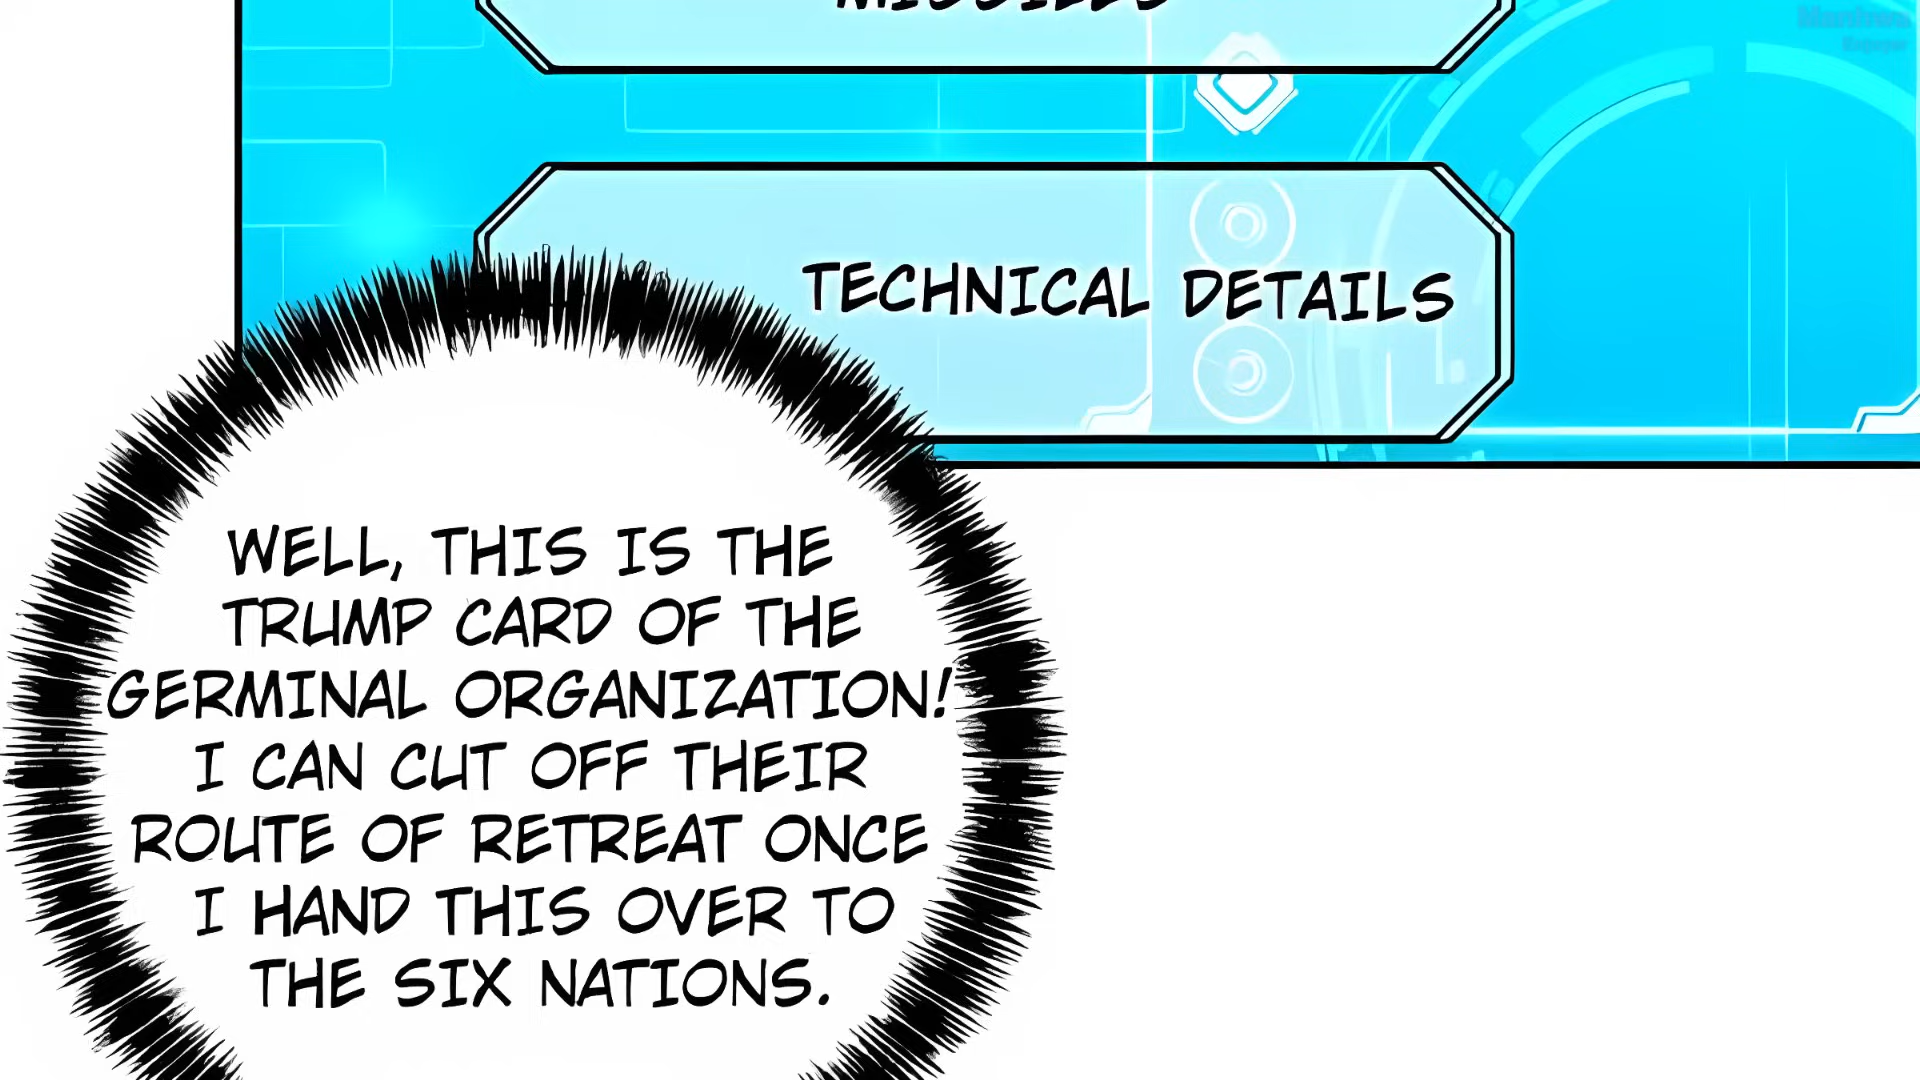 MISSILES
TECHNICAL DETAILS
WELL, THIS IS THE
TRUMP CARD OF THE
GERMINAL ORGANIZATION!
I CAN CUT OFF THEIR
ROUTE OF RETREAT ONCE
I HAND THIS OVER TO
THE SIX NATIONS.